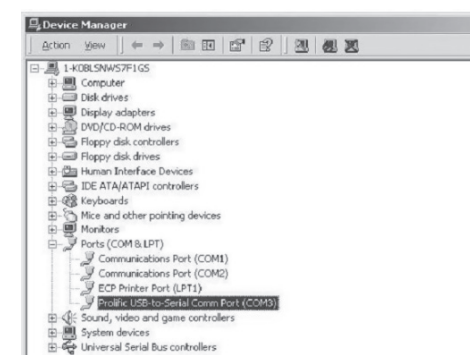 Device Manager
Action View
1-K0BLSNWS7F1GS
Computer
Disk drives
Display adapters
DVD/CD-ROM drives
Floppy disk controllers
Floppy disk drives
Human Interface Devices
IDE ATA/ATAPI controllers
Keyboards
Mice and other pointing devices
Monitors
Ports (COM & LPT)
Communications Port (COM1)
Communications Port (COM2)
ECP Printer Port (LPT1)
Prolific USB-to-Serial Comm Port (COM3)
Sound, video and game controllers
System devices
Universal Serial Bus controllers